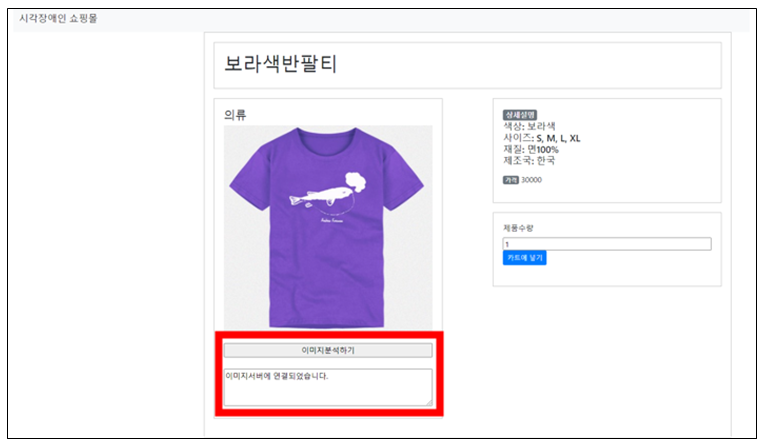 시각장애인 쇼핑몰
보라색반팔티
의류
이미지분석하기
이미지서버에 연결되었습니다.
상세설명
색상: 보라색
사이즈: S, M, L, XL
재질: 면100%
제조국: 한국
가격 30000
제품수량
1
카트에 넣기